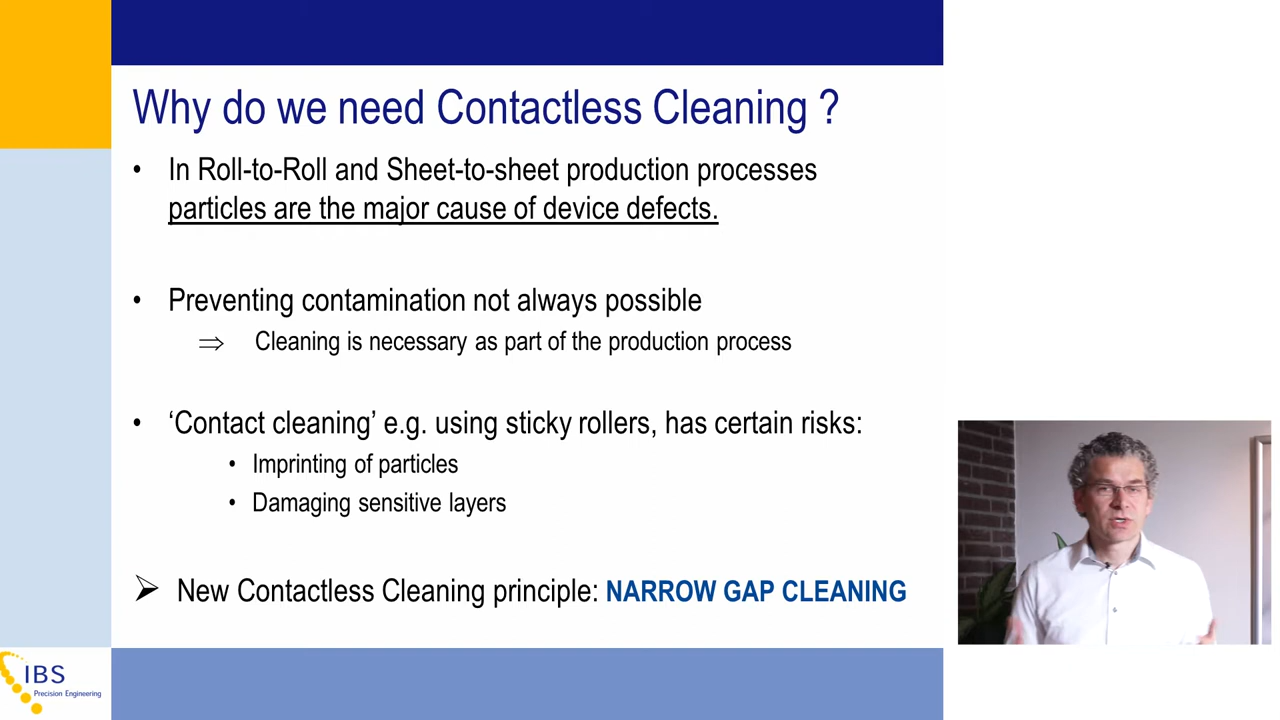 Why do we need Contactless Cleaning ?
• In Roll-to-Roll and Sheet-to-sheet production processes
particles are the major cause of device defects.
• Preventing contamination not always possible
⇒ Cleaning is necessary as part of the production process
• ‘Contact cleaning’ e.g. using sticky rollers, has certain risks:
• Imprinting of particles
• Damaging sensitive layers
➢ New Contactless Cleaning principle: NARROW GAP CLEANING
IBS
Precision Engineering